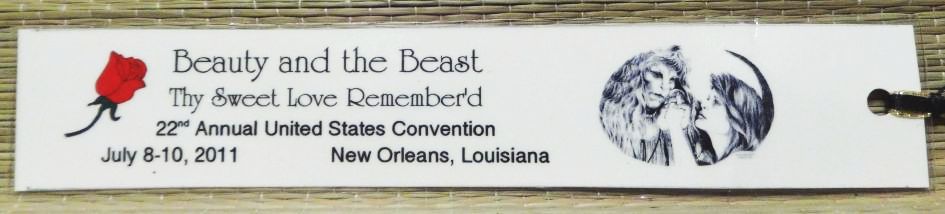 Beauty and the Beast
Thy Sweet Love Remember'd
22nd Annual United States Convention
July 8-10, 2011 New Orleans, Louisiana